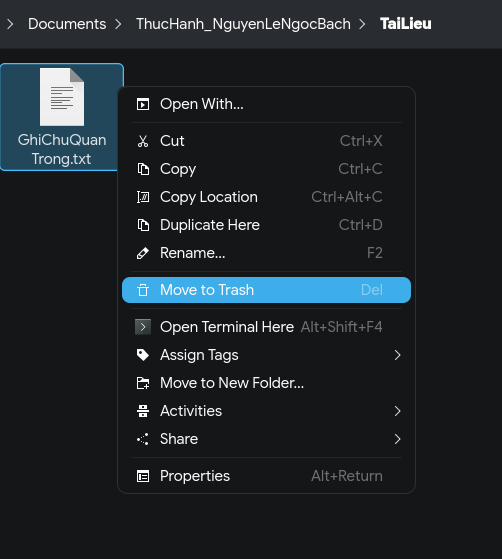 Documents > ThucHanh_NguyenLeNgocBach > TaiLieu
GhiChuQuan
Trong.txt
Open With...
Cut Ctrl+X
Copy Ctrl+C
Copy Location Ctrl+Alt+C
Duplicate Here Ctrl+D
Rename... F2
Move to Trash Del
Open Terminal Here Alt+Shift+F4
Assign Tags
Move to New Folder...
Activities
Share
Properties Alt+Return